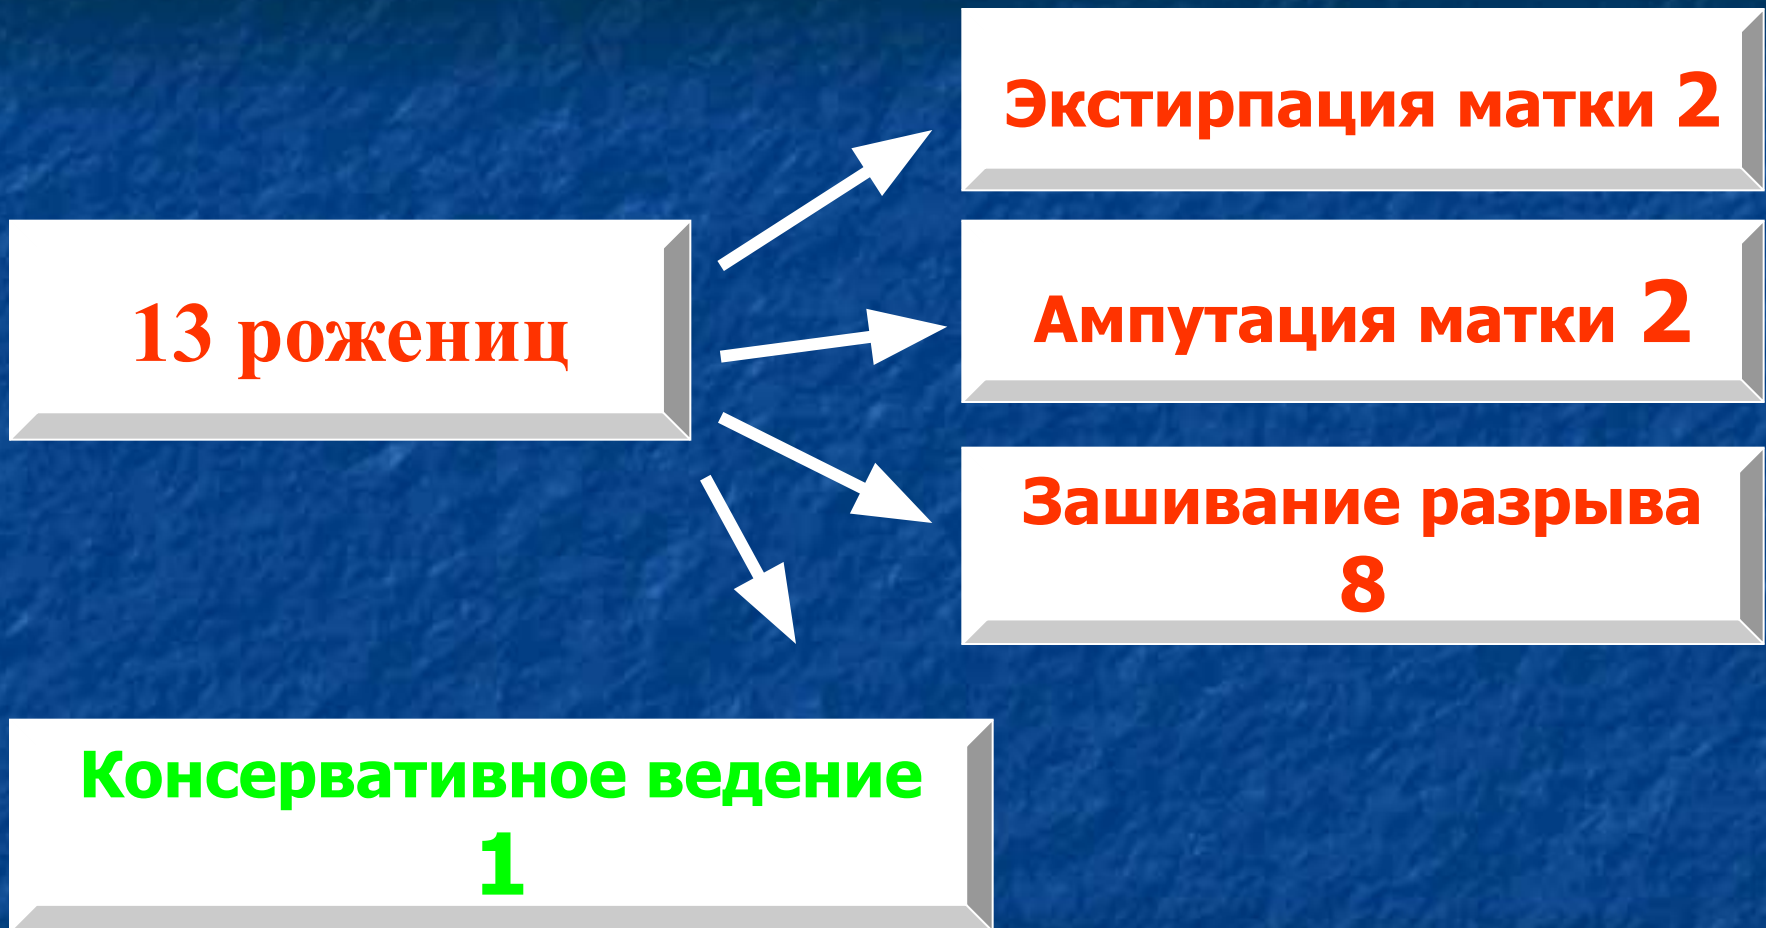 Экстирпация матки 2
13 рожениц
Ампутация матки 2
Зашивание разрыва
8
Консервативное ведение
1